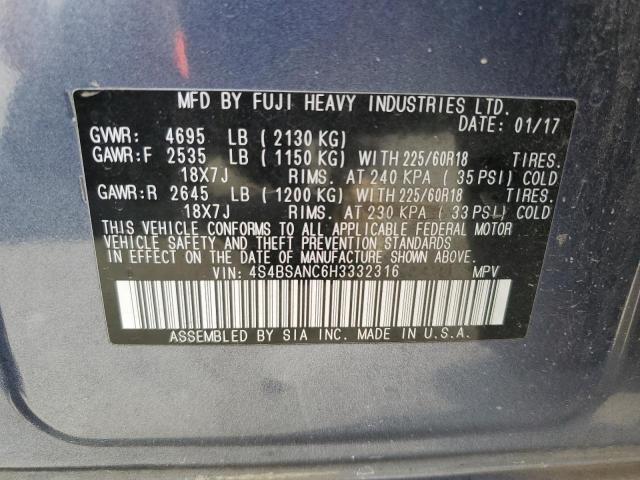 MFD BY FUJI HEAVY INDUSTRIES LTD.
DATE: 01/17
GVWR: 4695 LB ( 2130 KG)
GAWR:F 2535 LB ( 1150 KG) WITH 225/60R18 TIRES.
18X7J RIMS. AT 240 KPA ( 35 PSI) COLD
GAWR:R 2645 LB ( 1200 KG) WITH 225/60R18 TIRES.
18X7J RIMS. AT 230 KPA ( 33 PSI) COLD
THIS VEHICLE CONFORMS TO ALL APPLICABLE FEDERAL MOTOR
VEHICLE SAFETY AND THEFT PREVENTION STANDARDS IN EFFECT
ON THE DATE OF MANUFACTURE SHOWN ABOVE.
VIN: 4S4BSANC6H3332316 MPV
ASSEMBLED BY SIA INC. MADE IN U.S.A.